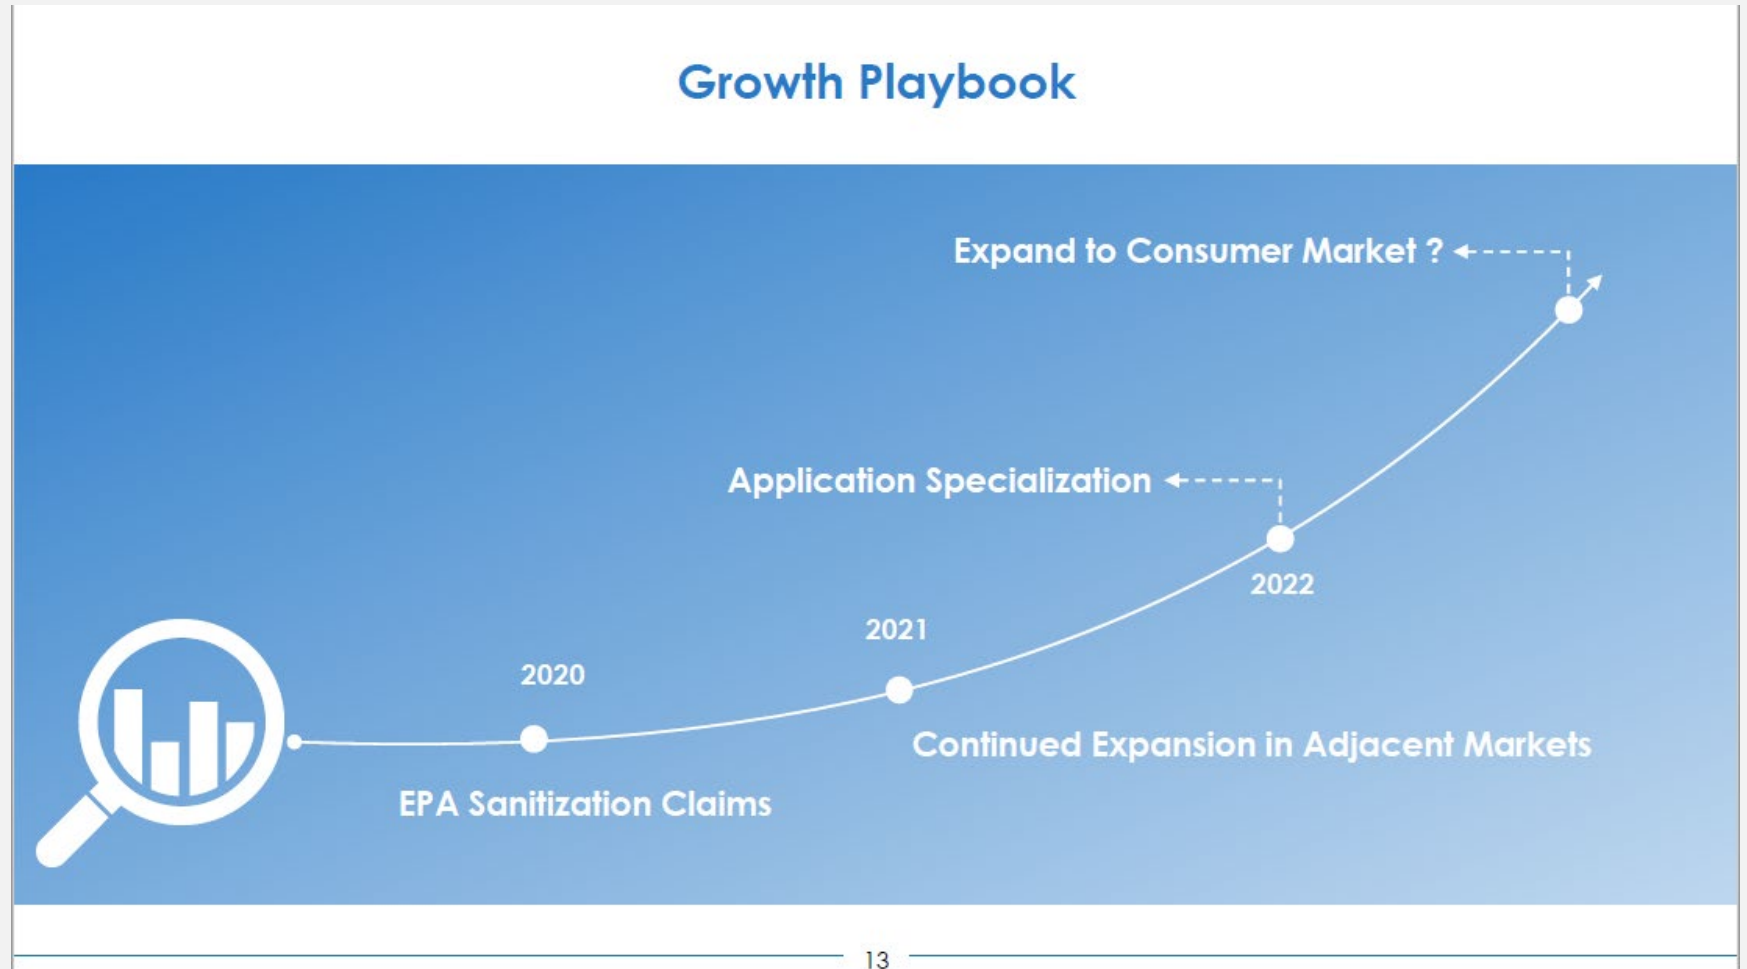 Growth Playbook
Expand to Consumer Market ?
Application Specialization
2022
2021
2020
Continued Expansion in Adjacent Markets
EPA Sanitization Claims
13